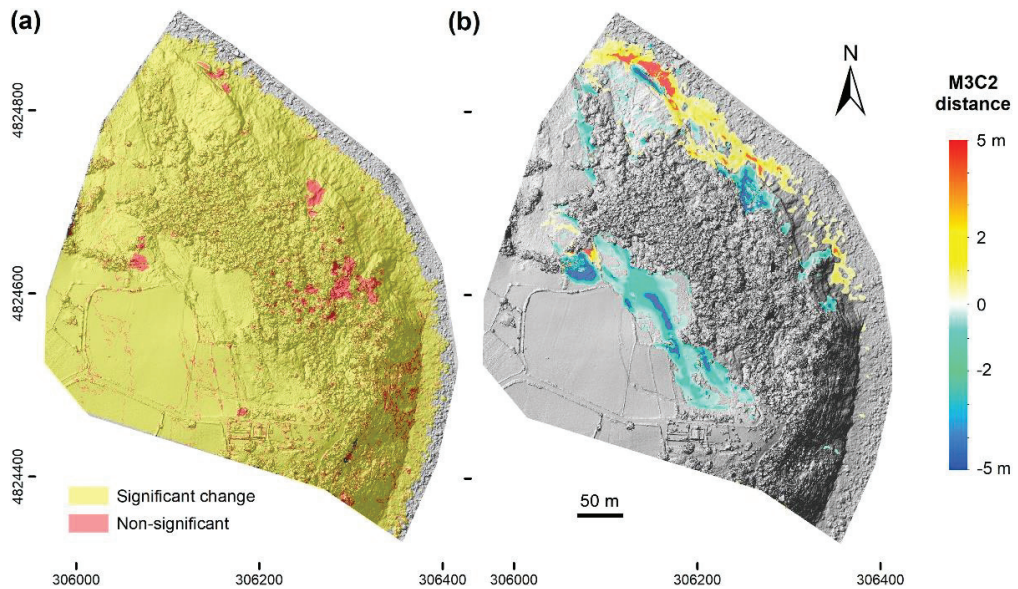 (a)
(b)
N
M3C2
distance
5 m
2
0
-2
-5 m
4824800
4824600
4824400
Significant change
Non-significant
50 m
306000
306200
306400
306000
306200
306400